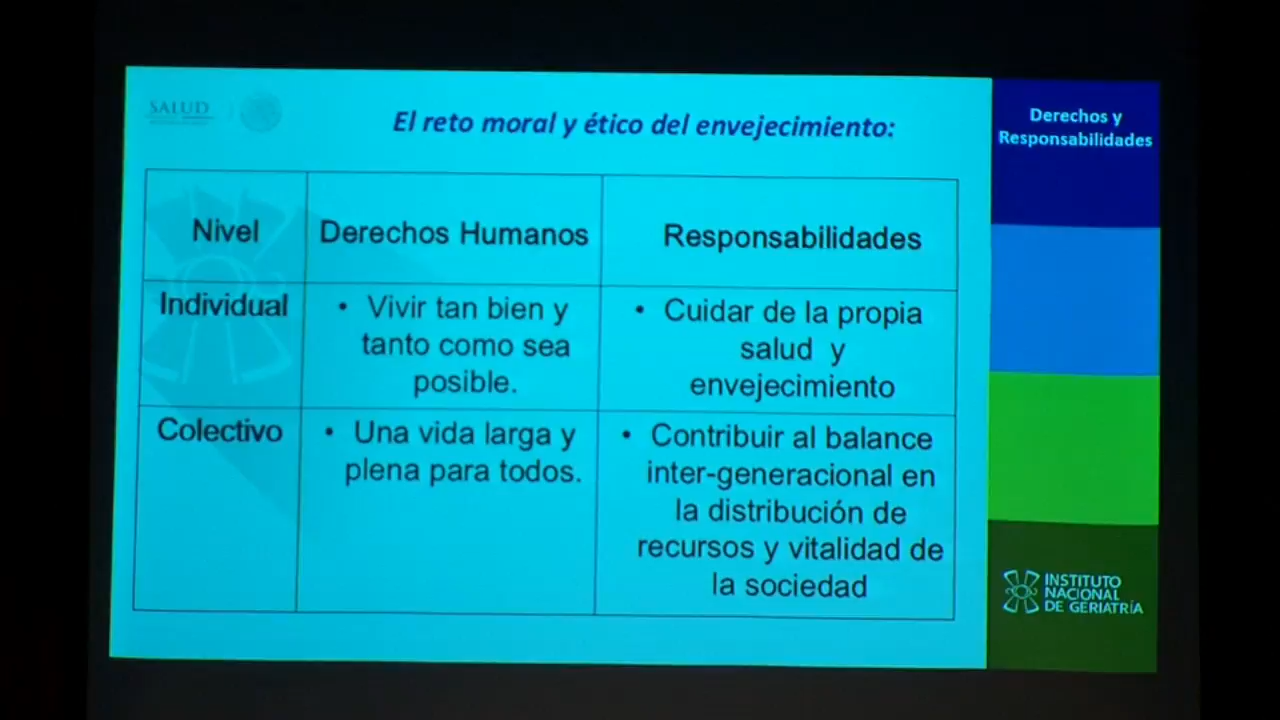 SALUD
El reto moral y ético del envejecimiento:
Derechos y
Responsabilidades
Nivel
Derechos Humanos
Responsabilidades
Individual
• Vivir tan bien y
tanto como sea
posible.
• Cuidar de la propia
salud y
envejecimiento
Colectivo
• Una vida larga y
plena para todos.
• Contribuir al balance
inter-generacional en
la distribución de
recursos y vitalidad de
la sociedad
INSTITUTO
NACIONAL
DE GERIATRÍA